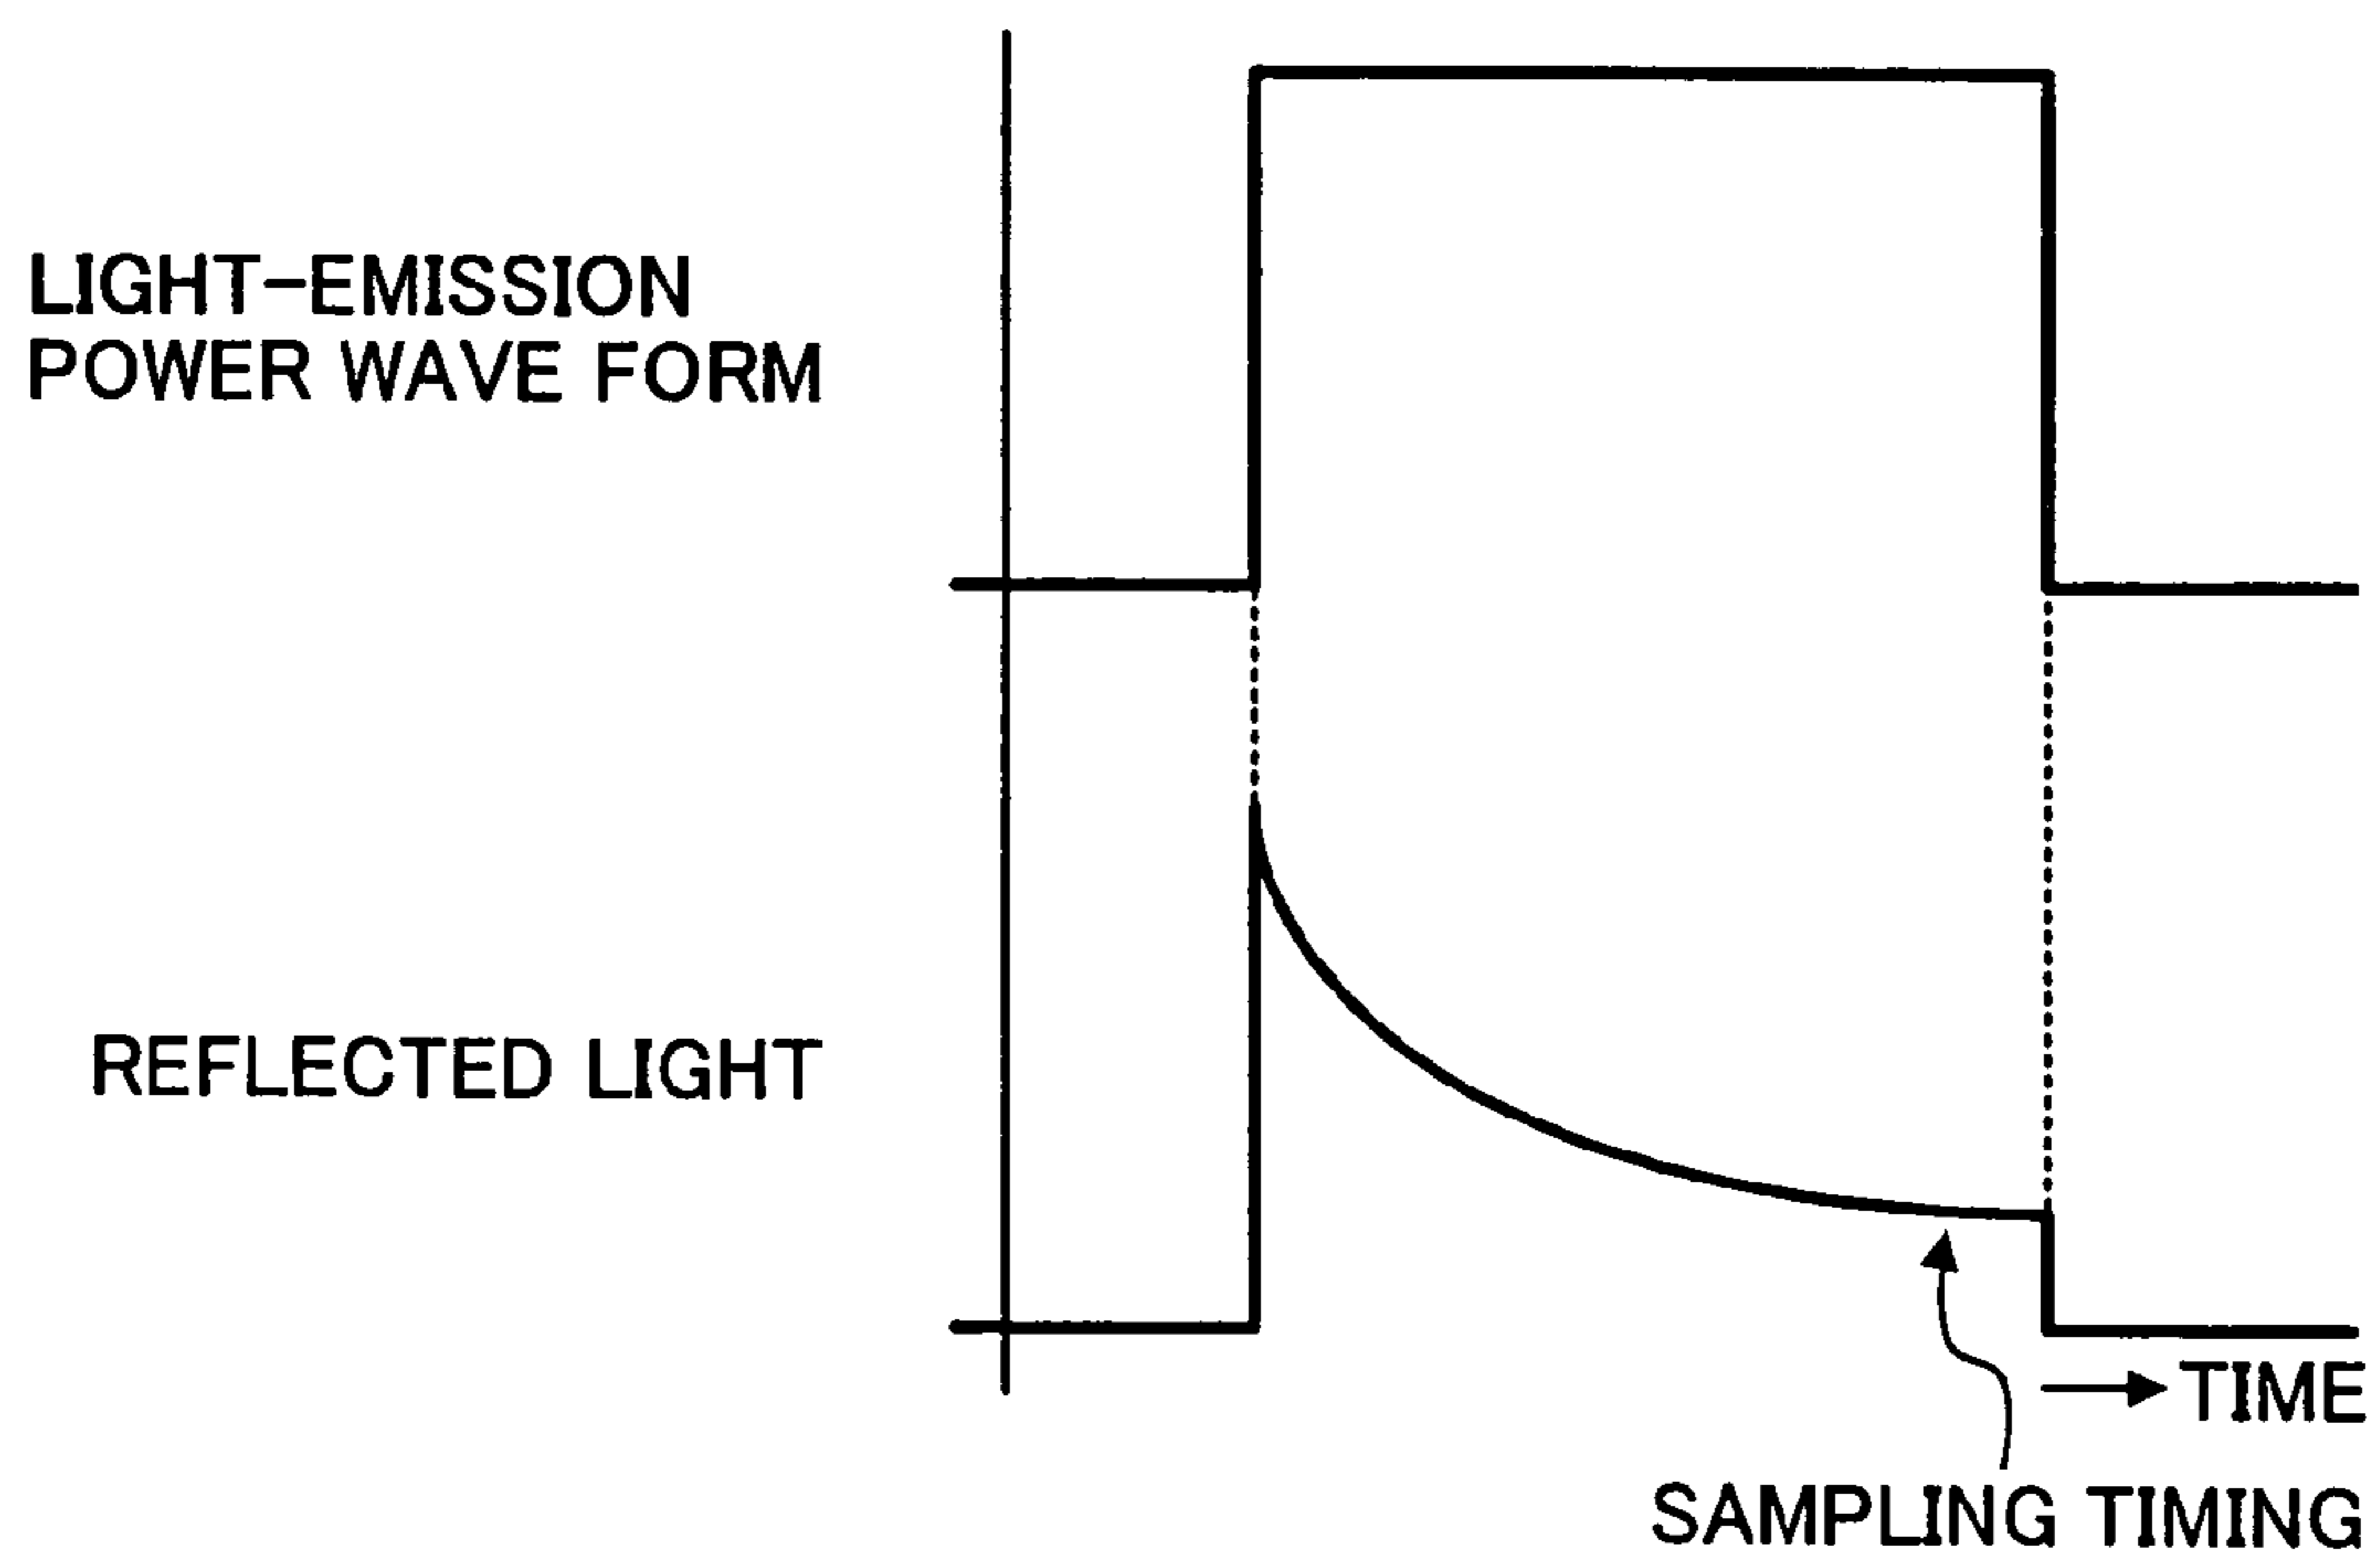 LIGHT-EMISSION
POWER WAVE FORM
REFLECTED LIGHT
TIME
SAMPLING TIMING